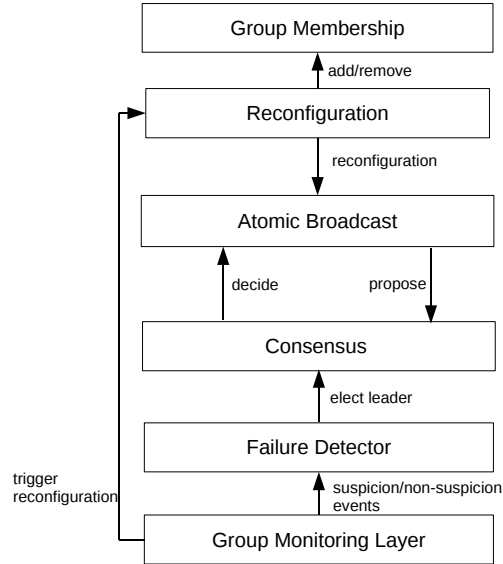 Group Membership
add/remove
Reconfiguration
reconfiguration
Atomic Broadcast
decide
propose
Consensus
elect leader
Failure Detector
trigger
reconfiguration
suspicion/non-suspicion
events
Group Monitoring Layer